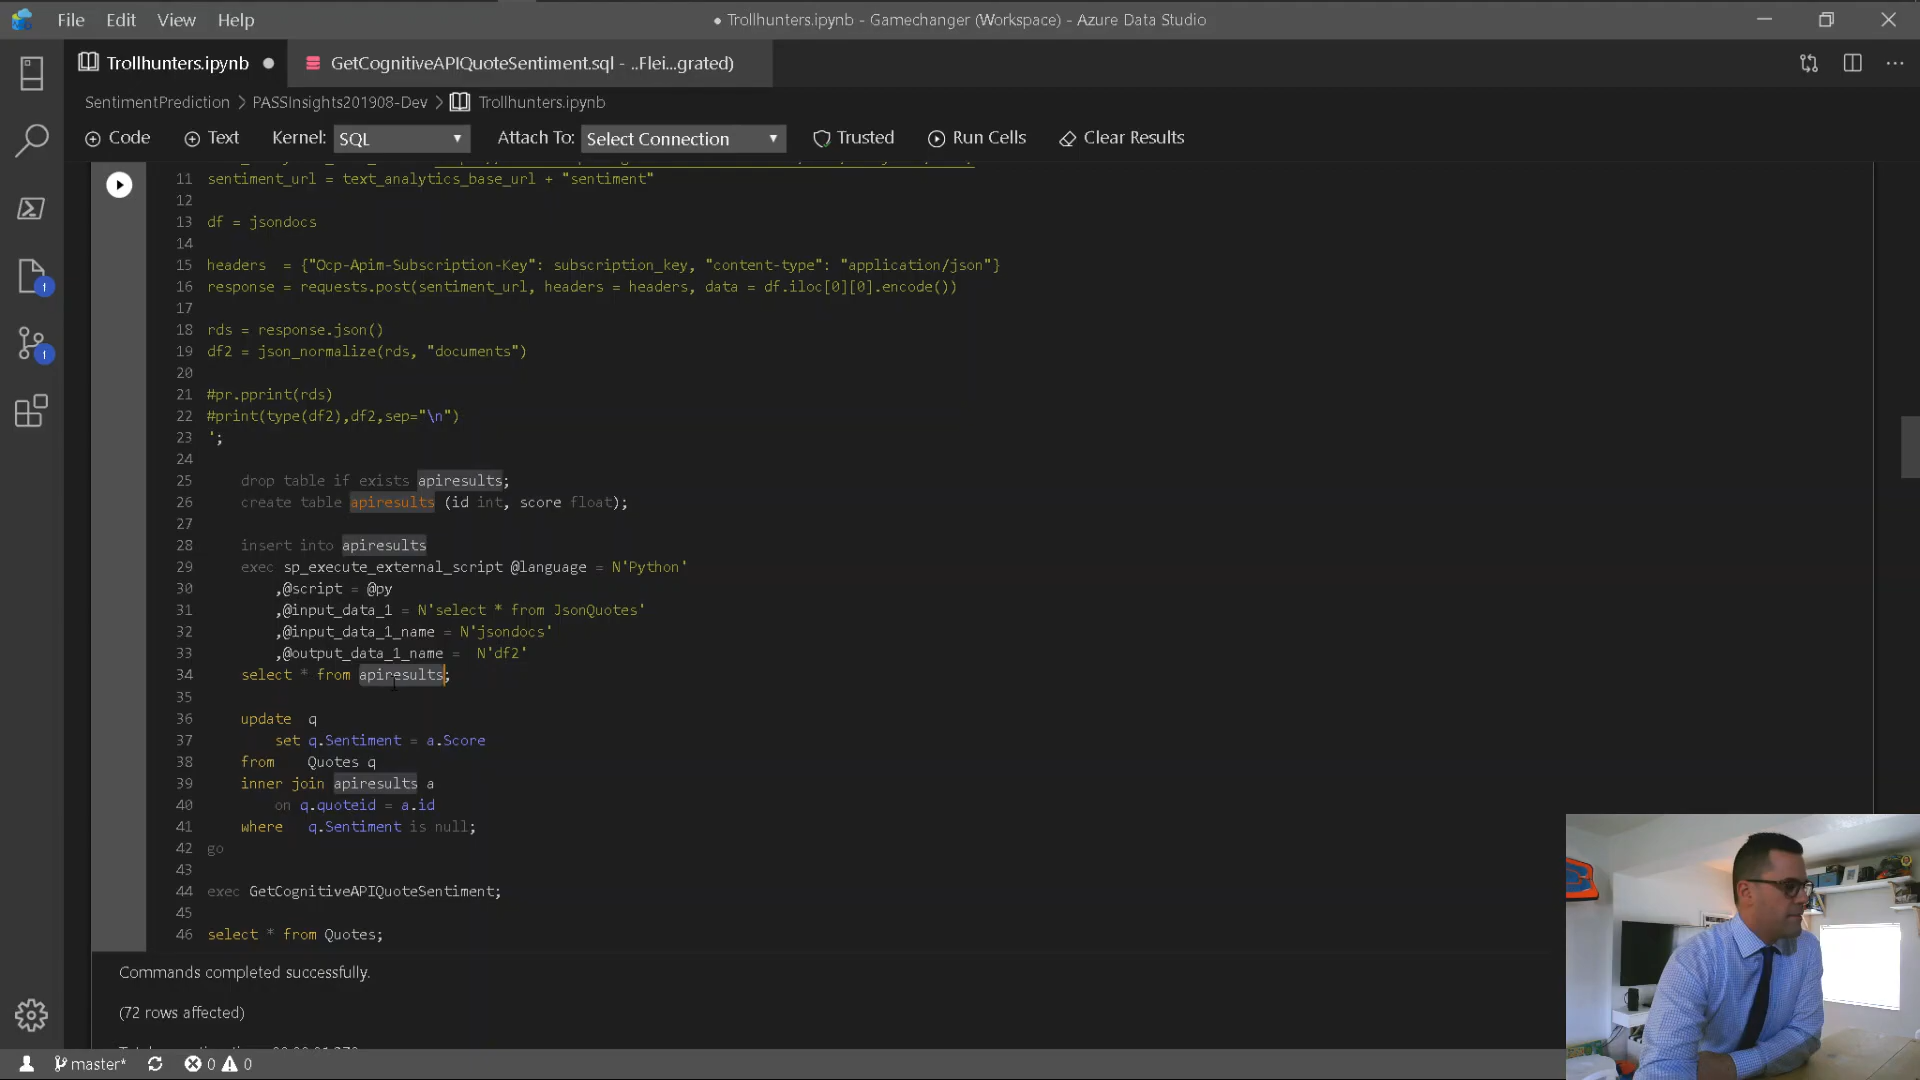 File Edit View Help
● Trollhunters.ipynb - Gamechanger (Workspace) - Azure Data Studio
Trollhunters.ipynb ●
GetCognitiveAPIQuoteSentiment.sql - ..Flei...grated)
SentimentPrediction > PASSInsights201908-Dev > Trollhunters.ipynb
Code Text Kernel: SQL Attach To: Select Connection Trusted Run Cells Clear Results
11 sentiment_url = text_analytics_base_url + "sentiment"
12
13 df = jsondocs
14
15 headers  = {"Ocp-Apim-Subscription-Key": subscription_key, "content-type": "application/json"}
16 response = requests.post(sentiment_url, headers = headers, data = df.iloc[0][0].encode())
17
18 rds = response.json()
19 df2 = json_normalize(rds, "documents")
20
21 #pr.pprint(rds)
22 #print(type(df2),df2,sep="\n")
23 ';
24
25     drop table if exists apiresults;
26     create table apiresults (id int, score float);
27
28     insert into apiresults
29     exec sp_execute_external_script @language = N'Python'
30         ,@script = @py
31         ,@input_data_1 = N'select * from JsonQuotes'
32         ,@input_data_1_name = N'jsondocs'
33         ,@output_data_1_name =  N'df2'
34     select * from apiresults;
35
36     update  q
37         set q.Sentiment = a.Score
38     from    Quotes q
39     inner join apiresults a
40         on q.quoteid = a.id
41     where   q.Sentiment is null;
42 go
43
44 exec GetCognitiveAPIQuoteSentiment;
45
46 select * from Quotes;
Commands completed successfully.
(72 rows affected)
1
1
master* 0 0